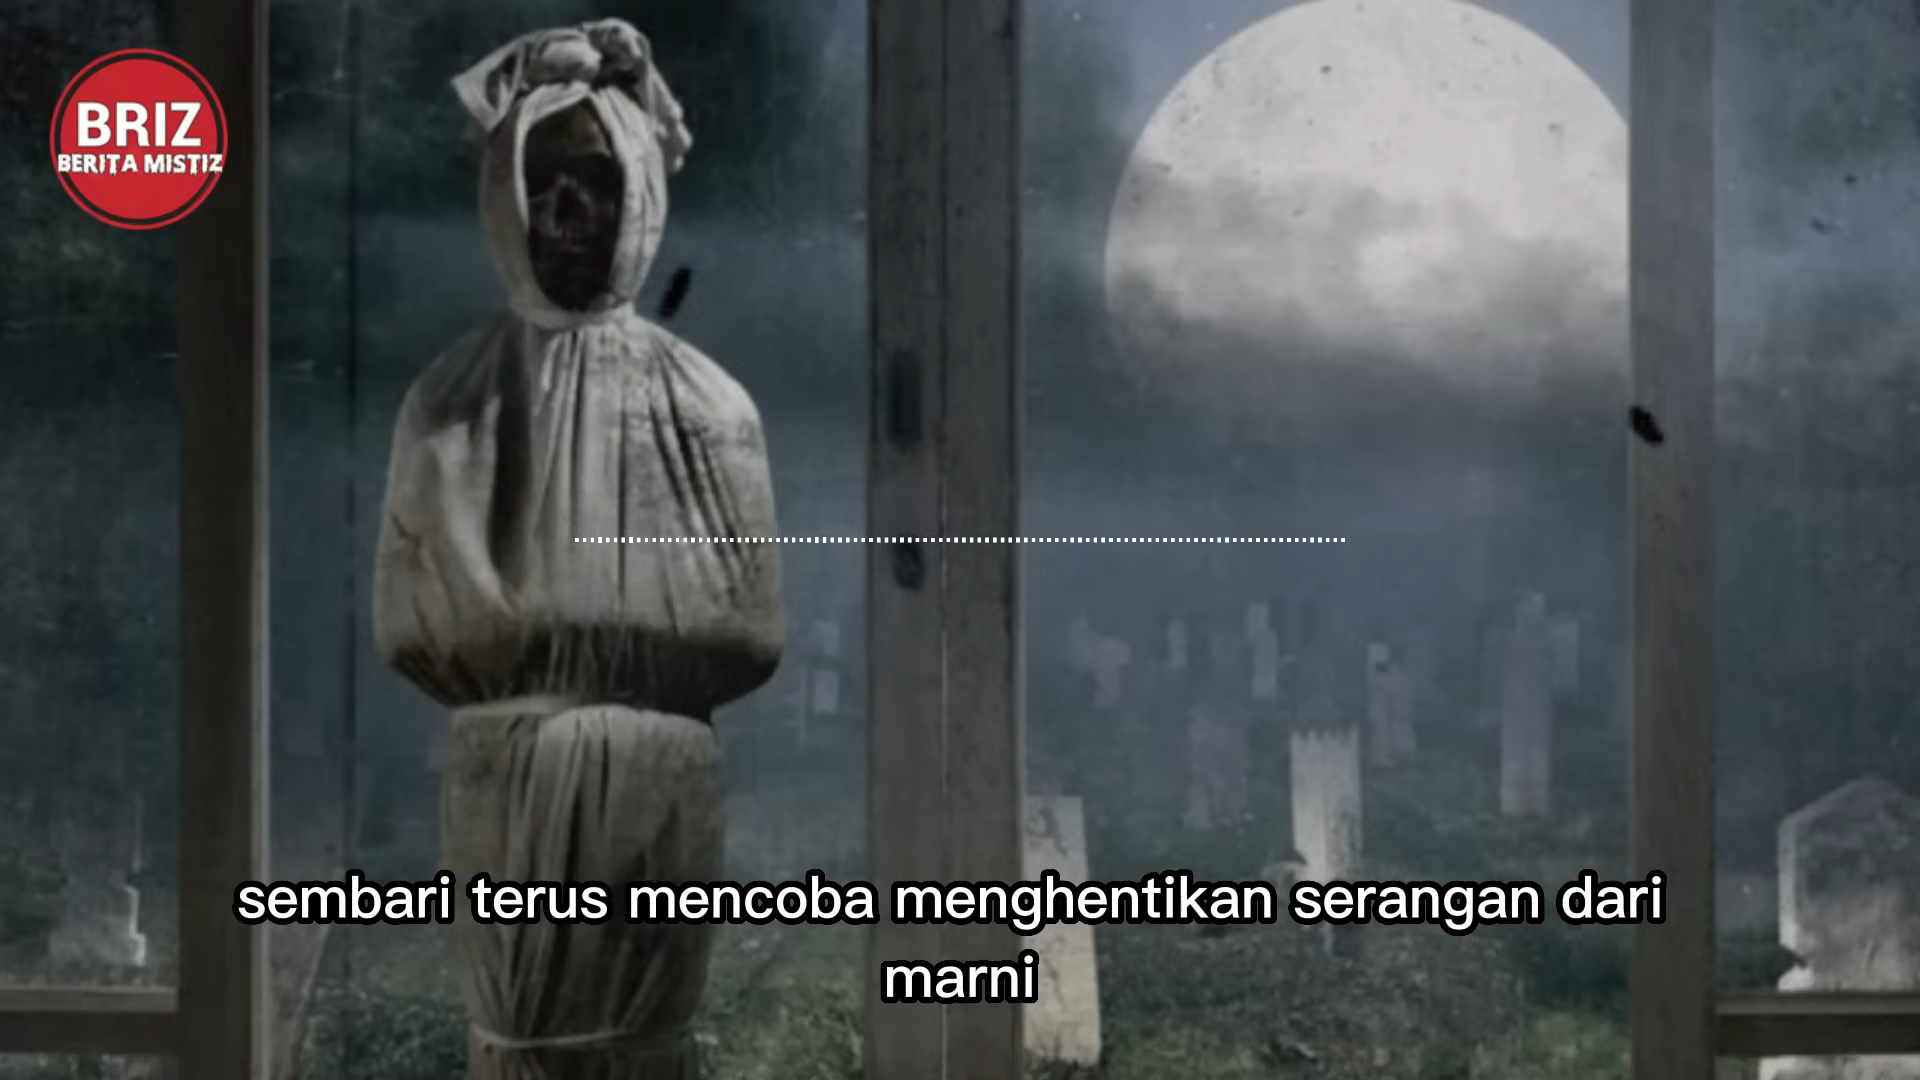 BRIZ
BERITA MISTIZ
sembari terus mencoba menghentikan serangan dari
marni